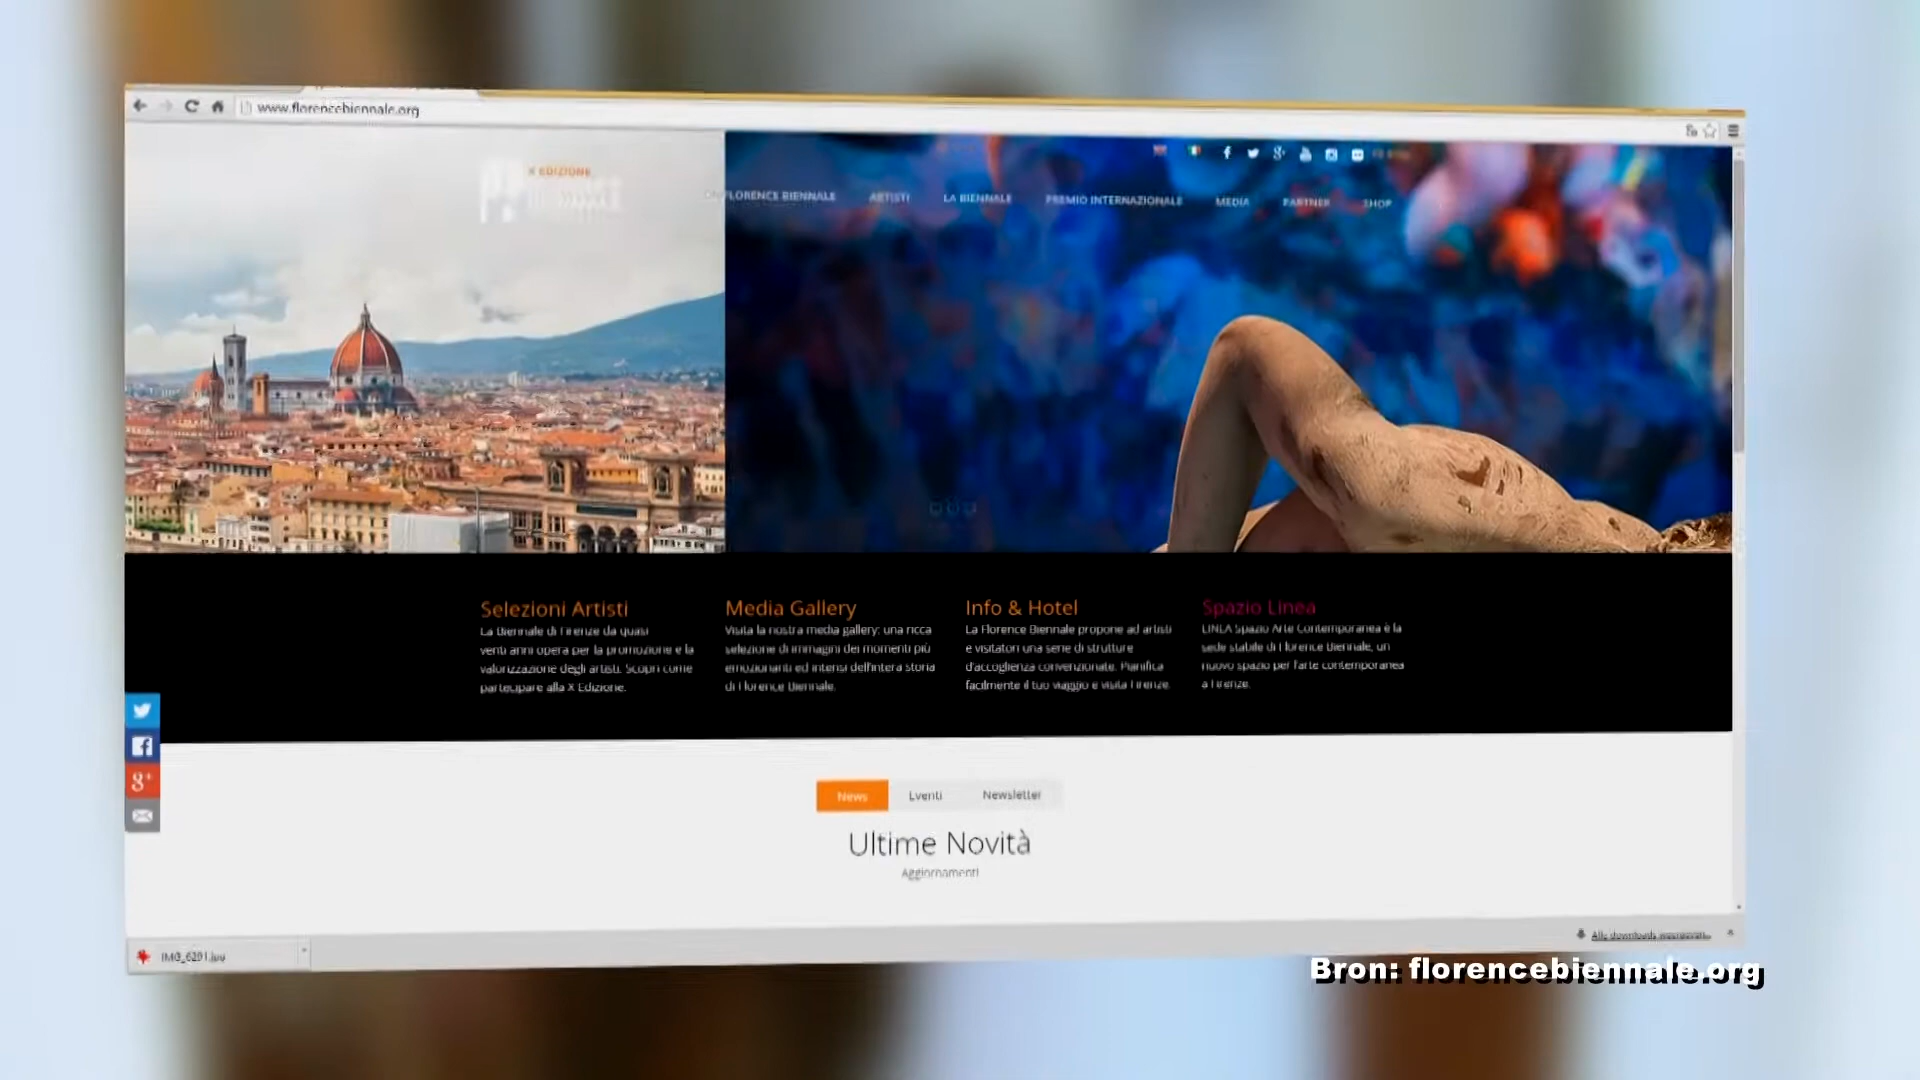 www.florencebiennale.org
X EDIZIONE
FLORENCE BIENNALE ARTISTI LA BIENNALE PREMIO INTERNAZIONALE MEDIA PARTNER SHOP
Selezioni Artisti
La Biennale di Firenze da quasi
venti anni opera per la promozione e la
valorizzazione degli artisti. Scopri come
partecipare alla X Edizione.
Media Gallery
Visita la nostra media gallery: una ricca
selezione di immagini dei momenti più
emozionanti ed intensi dell'intera storia
di Florence Biennale.
Info & Hotel
La Florence Biennale propone ad artisti
e visitatori una serie di strutture
d'accoglienza convenzionate. Pianifica
facilmente il tuo viaggio e visita Firenze.
Spazio Linea
LINEA Spazio Arte Contemporanea è la
sede stabile di Florence Biennale, un
nuovo spazio per l'arte contemporanea
a Firenze.
News Eventi Newsletter
Ultime Novità
Aggiornamenti
IMG_6291.jpg
Alle downloads
Bron: florencebiennale.org